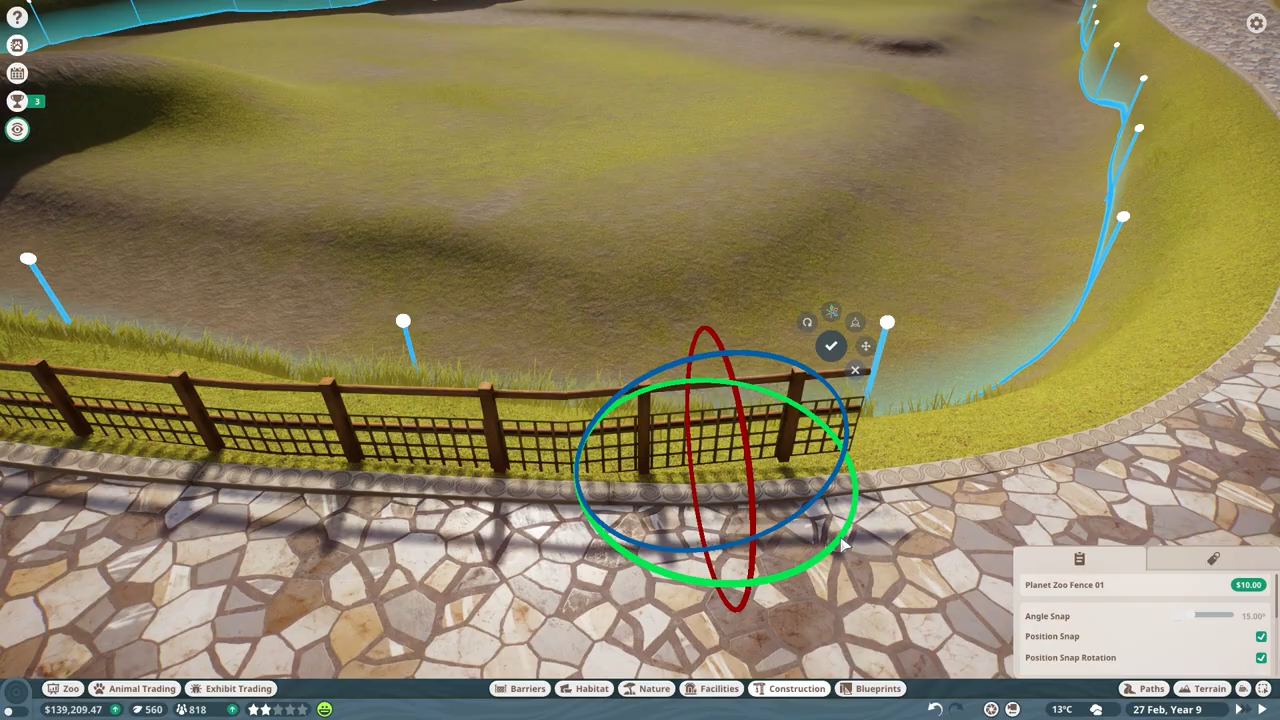 ?
3
Planet Zoo Fence 01 $10.00
Angle Snap 15.00°
Position Snap
Position Snap Rotation
Zoo Animal Trading Exhibit Trading Barriers Habitat Nature Facilities Construction Blueprints Paths Terrain
$139,209.47 560 818 13°C 27 Feb, Year 9